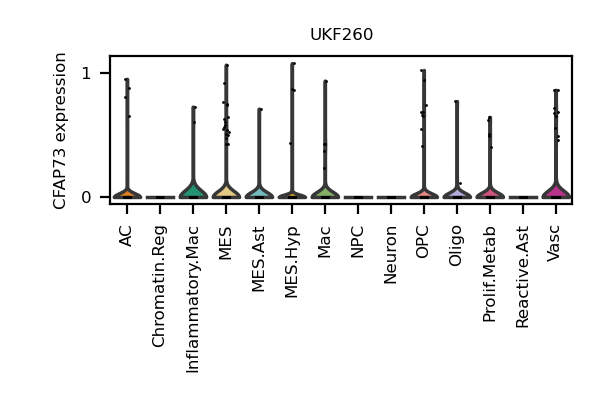 UKF260
CFAP73 expression
1
0
AC
Chromatin.Reg
Inflammatory.Mac
MES
MES.Ast
MES.Hyp
Mac
NPC
Neuron
OPC
Oligo
Prolif.Metab
Reactive.Ast
Vasc